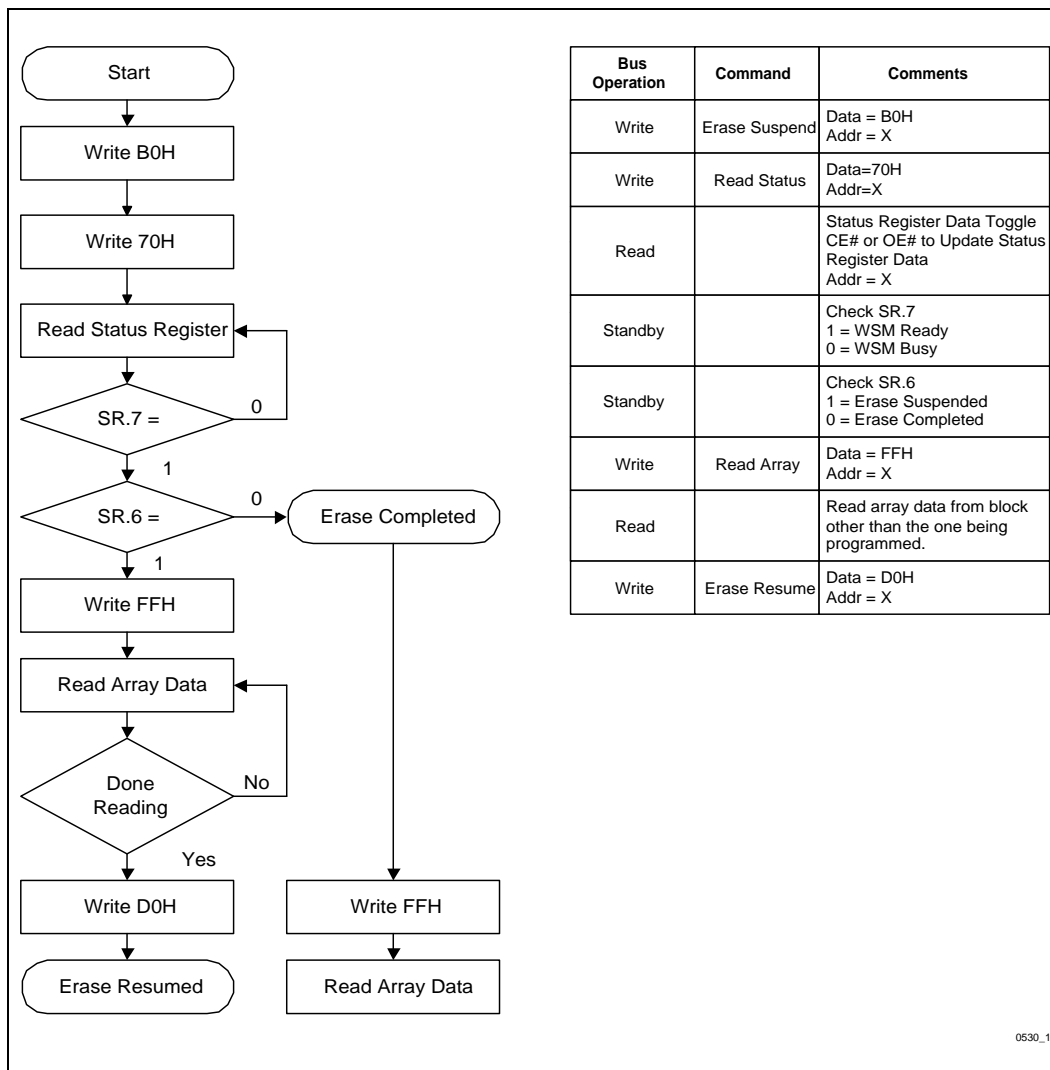 Start
Write B0H
Write 70H
Read Status Register
SR.7 =
0
1
SR.6 =
0
Erase Completed
1
Write FFH
Read Array Data
Done
Reading
No
Yes
Write D0H
Write FFH
Erase Resumed
Read Array Data
Bus
Operation
Command
Comments
Write
Erase Suspend
Data = B0H
Addr = X
Write
Read Status
Data=70H
Addr=X
Read
Status Register Data Toggle
CE# or OE# to Update Status
Register Data
Addr = X
Standby
Check SR.7
1 = WSM Ready
0 = WSM Busy
Standby
Check SR.6
1 = Erase Suspended
0 = Erase Completed
Write
Read Array
Data = FFH
Addr = X
Read
Read array data from block
other than the one being
programmed.
Write
Erase Resume
Data = D0H
Addr = X
0530_1